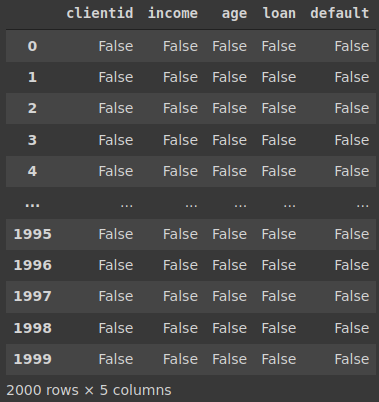 clientid income age loan default
0 False False False False False
1 False False False False False
2 False False False False False
3 False False False False False
4 False False False False False
... ... ... ... ... ...
1995 False False False False False
1996 False False False False False
1997 False False False False False
1998 False False False False False
1999 False False False False False
2000 rows × 5 columns